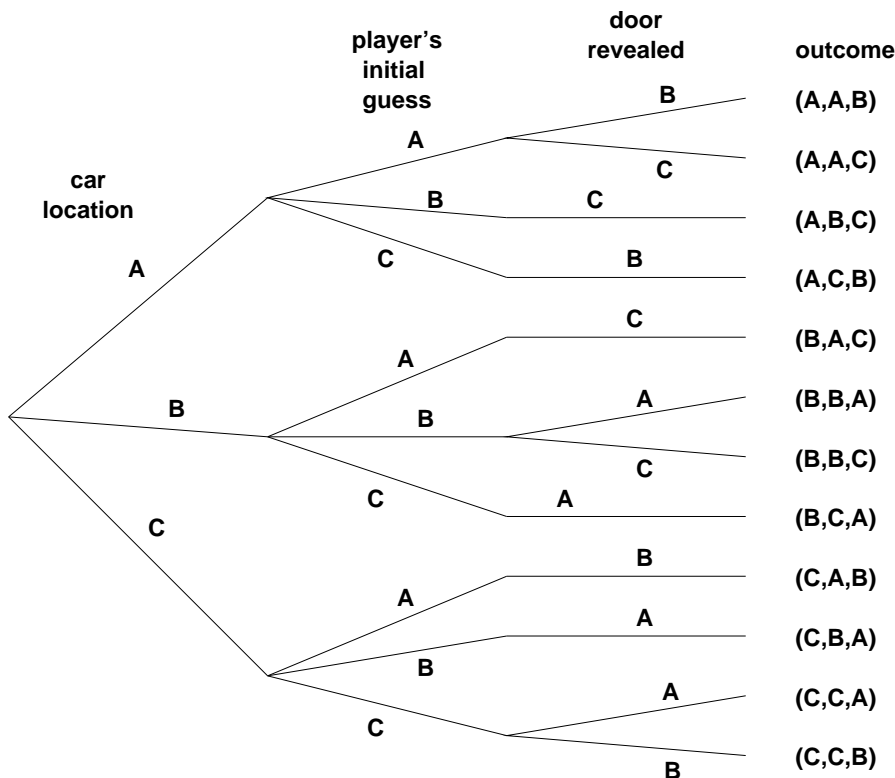 player's
initial
guess
door
revealed
outcome
car
location
A
B
C
A
B
C
A
B
C
A
B
C
B
C
C
B
C
A
C
A
B
A
A
B
(A,A,B)
(A,A,C)
(A,B,C)
(A,C,B)
(B,A,C)
(B,B,A)
(B,B,C)
(B,C,A)
(C,A,B)
(C,B,A)
(C,C,A)
(C,C,B)